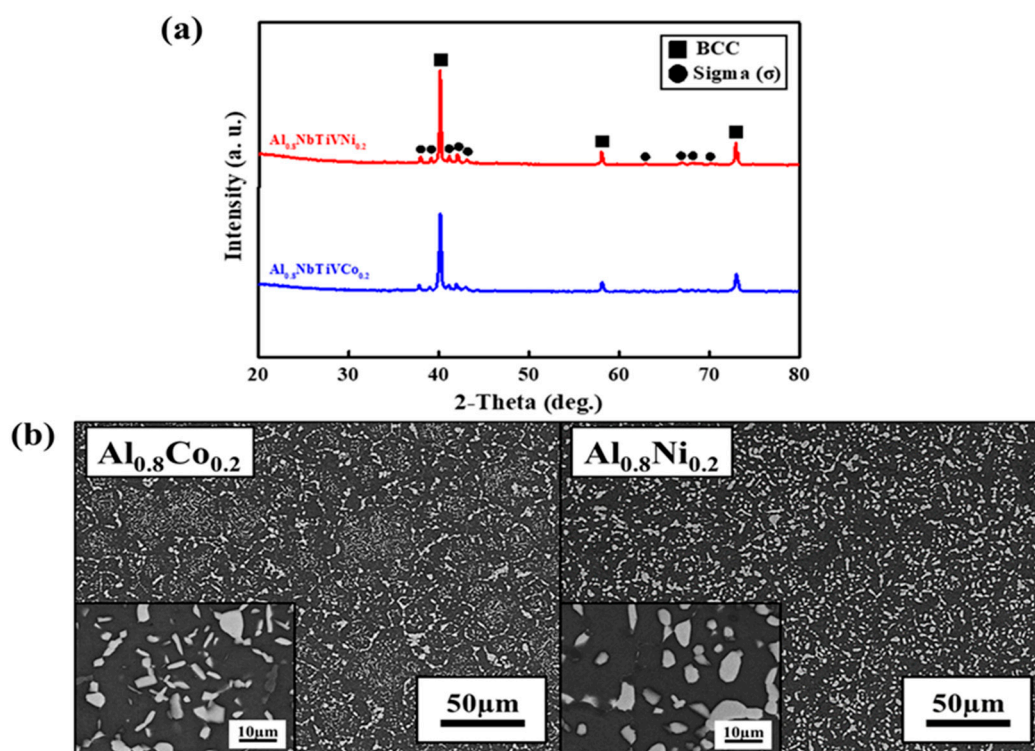 (a)
■ BCC
● Sigma (σ)
Al0.8NbTiVNi0.2
Al0.8NbTiVCo0.2
Intensity (a. u.)
20 30 40 50 60 70 80
2-Theta (deg.)
(b)
Al0.8Co0.2
Al0.8Ni0.2
10μm
50μm
10μm
50μm